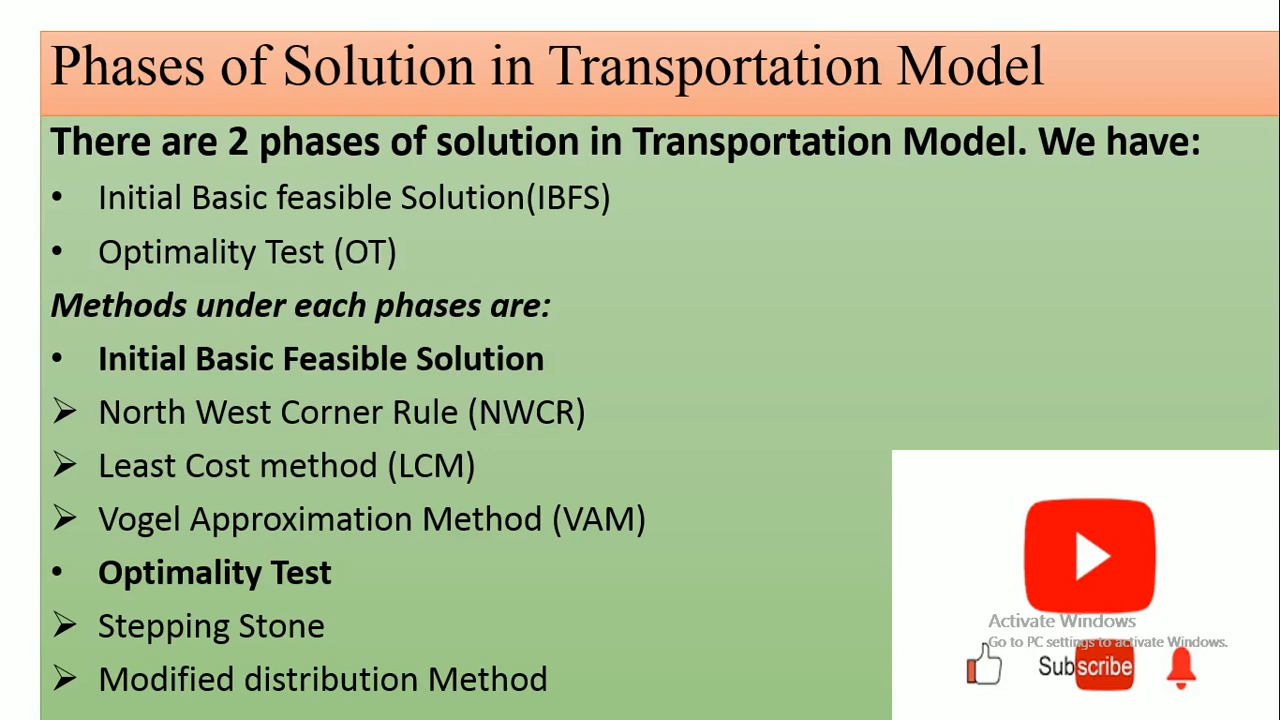 Phases of Solution in Transportation Model
There are 2 phases of solution in Transportation Model. We have:
• Initial Basic feasible Solution(IBFS)
• Optimality Test (OT)
Methods under each phases are:
• Initial Basic Feasible Solution
➢ North West Corner Rule (NWCR)
➢ Least Cost method (LCM)
➢ Vogel Approximation Method (VAM)
• Optimality Test
➢ Stepping Stone
➢ Modified distribution Method
Activate Windows
Go to PC settings to activate Windows.
Subscribe